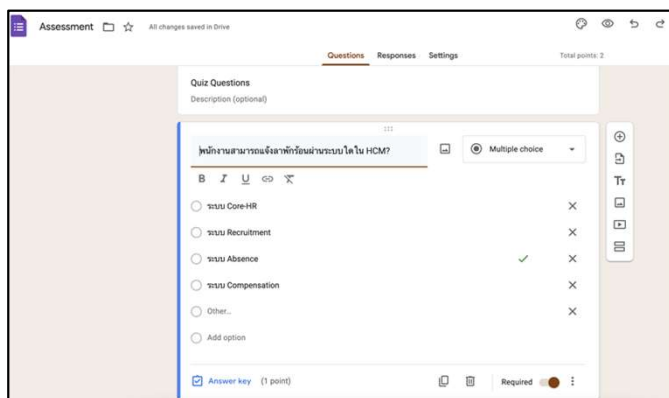 Assessment
All changes saved in Drive
Questions Responses Settings
Total points: 2
Quiz Questions
Description (optional)
พนักงานสามารถแจ้งลาพักร้อนผ่านระบบใดใน HCM?
Multiple choice
B I U
ระบบ Core-HR
ระบบ Recruitment
ระบบ Absence
ระบบ Compensation
Other...
Add option
Answer key (1 point)
Required